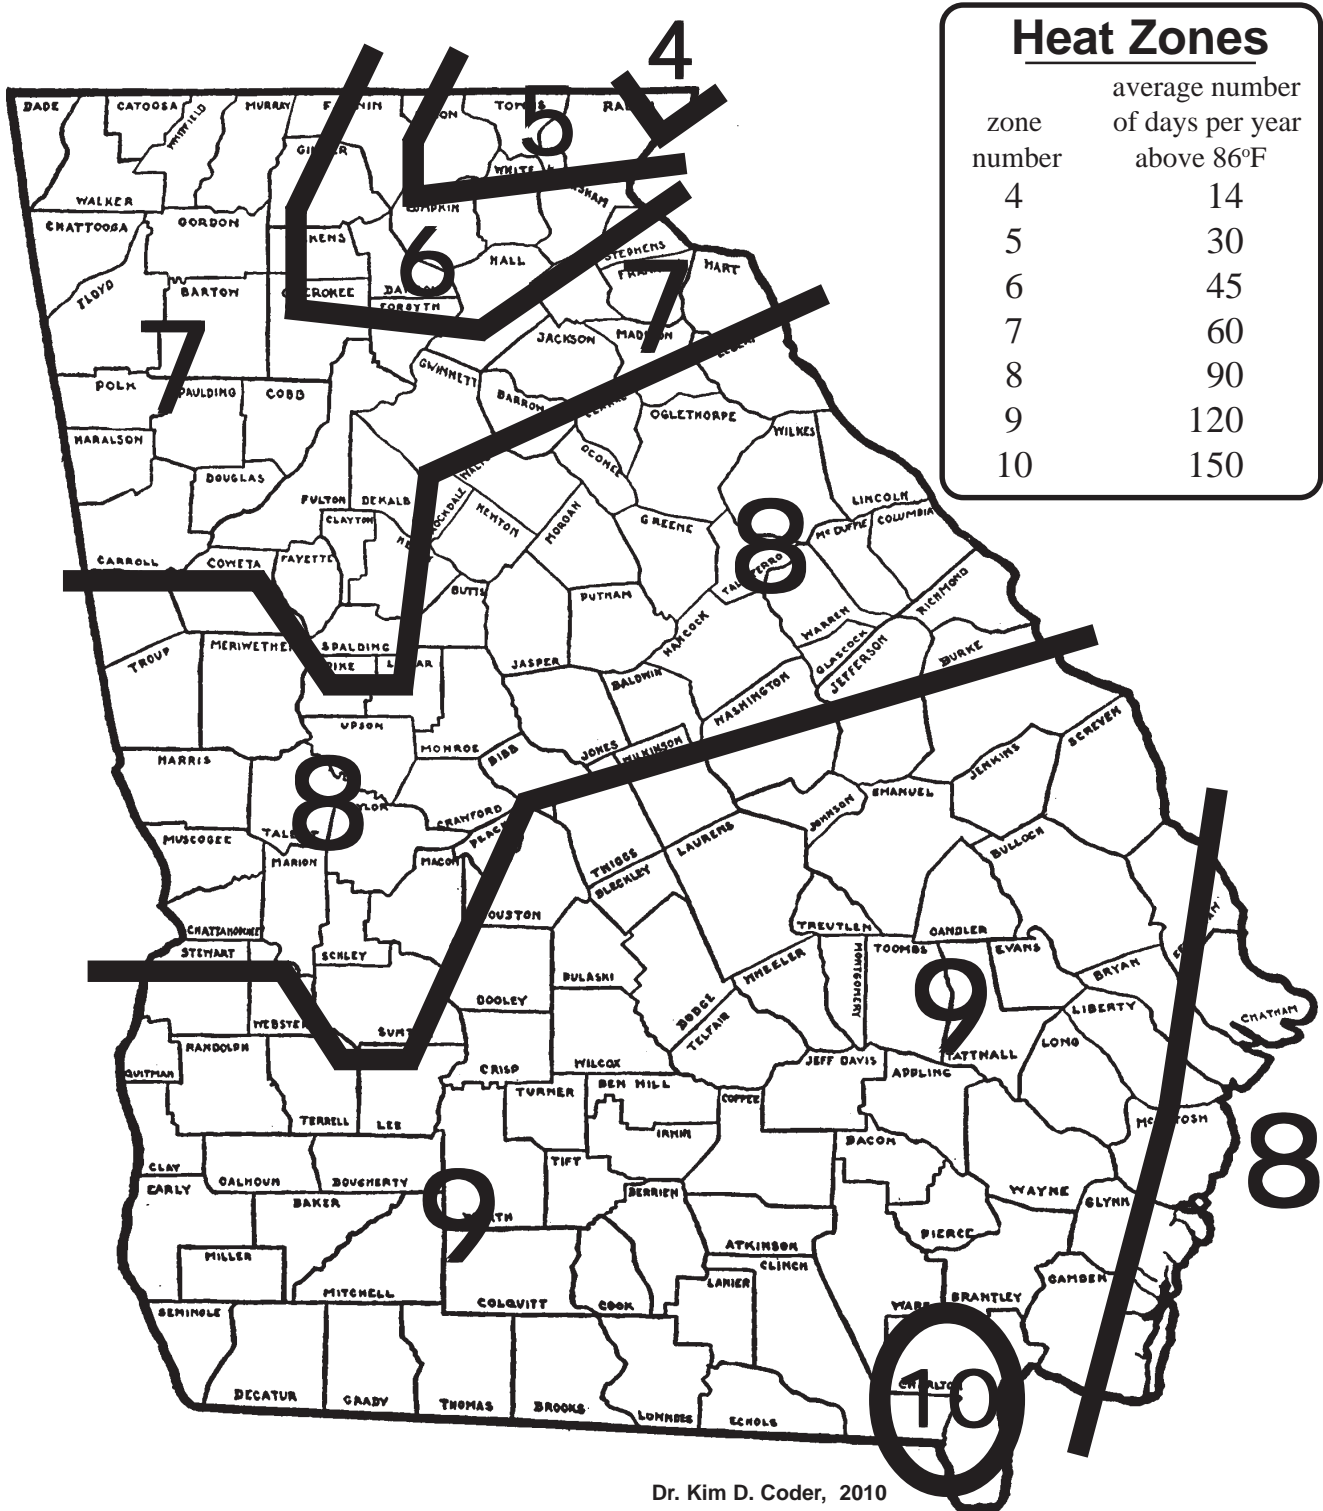 4
Heat Zones
average number
zone of days per year
number above 86°F
4 14
5 30
6 45
7 60
8 90
9 120
10 150
DADE CATOOSA WHITFIELD MURRAY
5
WALKER
CHATTOOGA GORDON
6 HALL STEPHENS
7 HART
FLOYD BARTOW FORSYTH
7
JACKSON
GWINNETT
POLK PAULDING COBB BARROW
OGLETHORPE
HARALSON WILKES
OCONEE
DOUGLAS
FULTON DEKALB LINCOLN
CLAYTON NEWTON MORGAN GREENE
8
McDUFFIE COLUMBIA
CARROLL COWETA FAYETTE
BUTTS PUTNAM RICHMOND
HANCOCK WARREN
TROUP MERIWETHER SPALDING JASPER GLASCOCK JEFFERSON BURKE
BALDWIN WASHINGTON
UPSON SCREVEN
HARRIS MONROE BIBB JONES WILKINSON JENKINS
8
CRAWFORD JOHNSON EMANUEL
MUSCOGEE MARION MACON TWIGGS LAURENS BULLOCH
BLECKLEY
CHATTAHOOCHEE TREUTLEN CANDLER
STEWART SCHLEY TOOMBS EVANS
PULASKI WHEELER MONTGOMERY
9
BRYAN
DOOLEY DODGE LIBERTY CHATHAM
WEBSTER TELFAIR
RANDOLPH LONG
QUITMAN CRISP WILCOX JEFF DAVIS TATTNALL
APPLING
TURNER BEN HILL COFFEE
TERRELL LEE IRWIN BACON
8
CLAY TIFT
EARLY CALHOUN DOUGHERTY
9
BERRIEN WAYNE
BAKER GLYNN
PIERCE
MILLER ATKINSON
CLINCH
LANIER CAMDEN
MITCHELL
SEMINOLE COLQUITT COOK BRANTLEY
10
DECATUR GRADY THOMAS BROOKS LOWNDES ECHOLS
Dr. Kim D. Coder, 2010